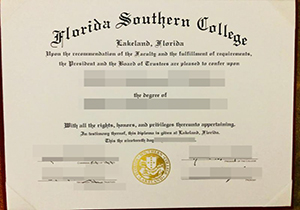 Florida Southern College
Lakeland, Florida
Upon the recommendation of the Faculty and the fulfillment of requirements,
the President and the Board of Trustees are pleased to confer upon
the degree of
With all the rights, honors, and privileges thereunto appertaining.
In testimony thereof, this diploma is given at Lakeland, Florida.
This the nineteenth day